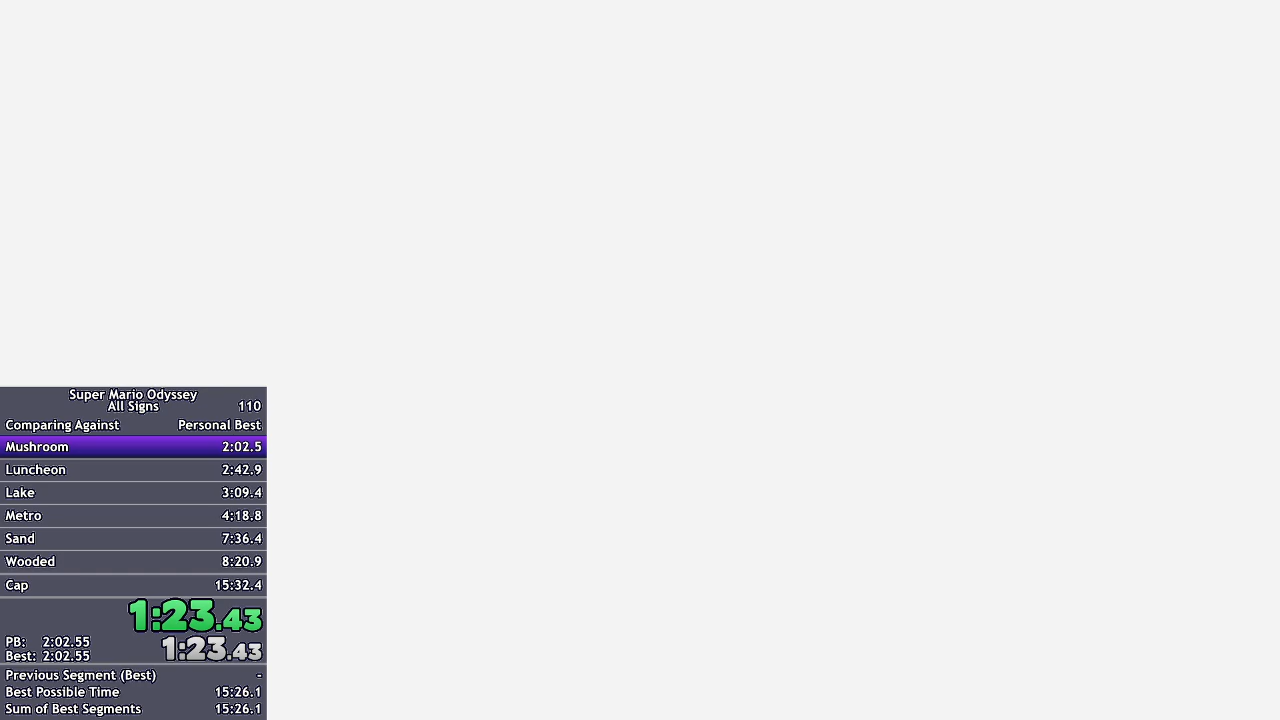 Super Mario Odyssey
All Signs 110
Comparing Against Personal Best
Mushroom 2:02.5
Luncheon 2:42.9
Lake 3:09.4
Metro 4:18.8
Sand 7:36.4
Wooded 8:20.9
Cap 15:32.4
1:23.43
PB: 2:02.55
Best: 2:02.55 1:23.43
Previous Segment (Best) -
Best Possible Time 15:26.1
Sum of Best Segments 15:26.1